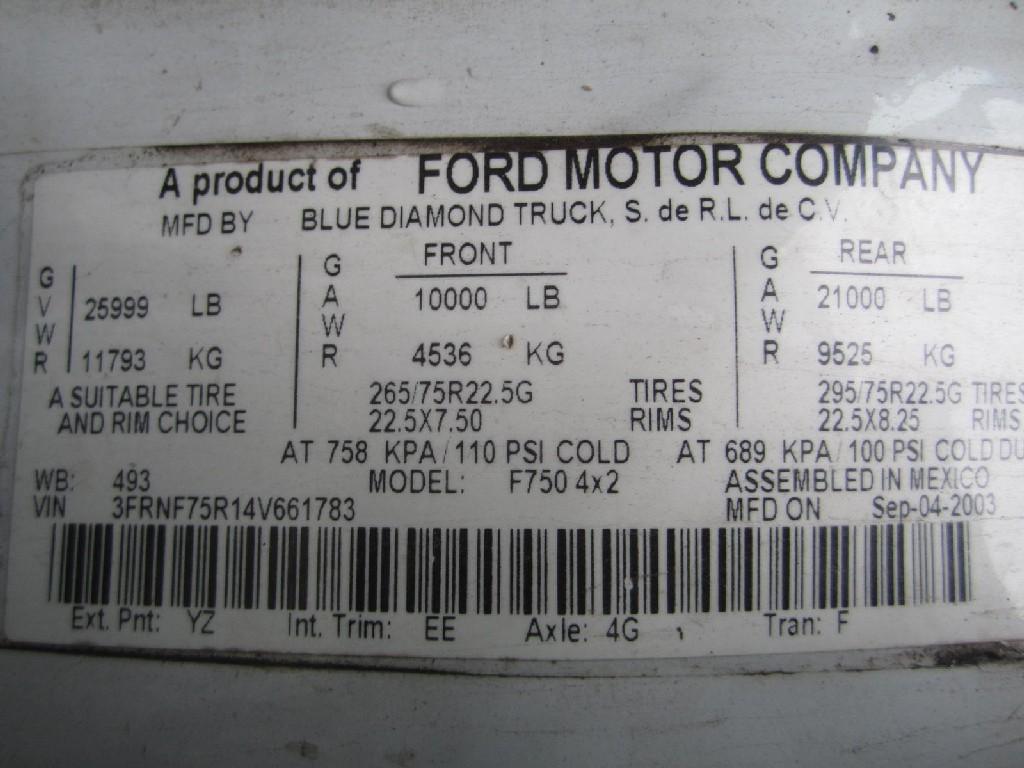 A product of FORD MOTOR COMPANY
MFD BY BLUE DIAMOND TRUCK, S. de R.L. de C.V.
GVWR 25999 LB
11793 KG
GAWR FRONT
10000 LB
4536 KG
GAWR REAR
21000 LB
9525 KG
A SUITABLE TIRE 265/75R22.5G TIRES 295/75R22.5G TIRES
AND RIM CHOICE 22.5X7.50 RIMS 22.5X8.25 RIMS
AT 758 KPA/110 PSI COLD AT 689 KPA/100 PSI COLD DU
WB: 493 MODEL: F750 4x2 ASSEMBLED IN MEXICO
VIN 3FRNF75R14V661783 MFD ON Sep-04-2003
Ext. Pnt: YZ Int. Trim: EE Axle: 4G Tran: F